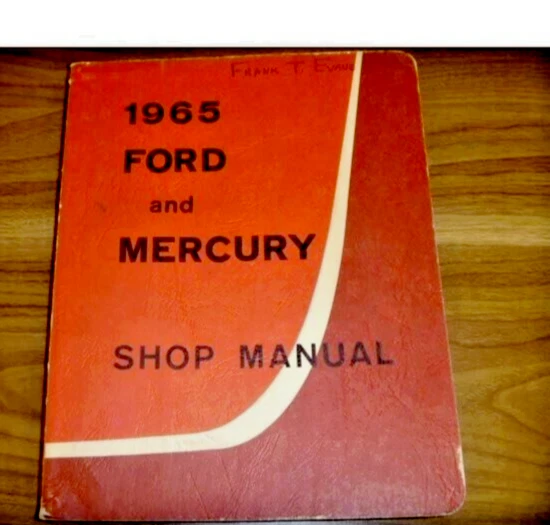 Frank T. Evans
1965
FORD
and
MERCURY
SHOP MANUAL